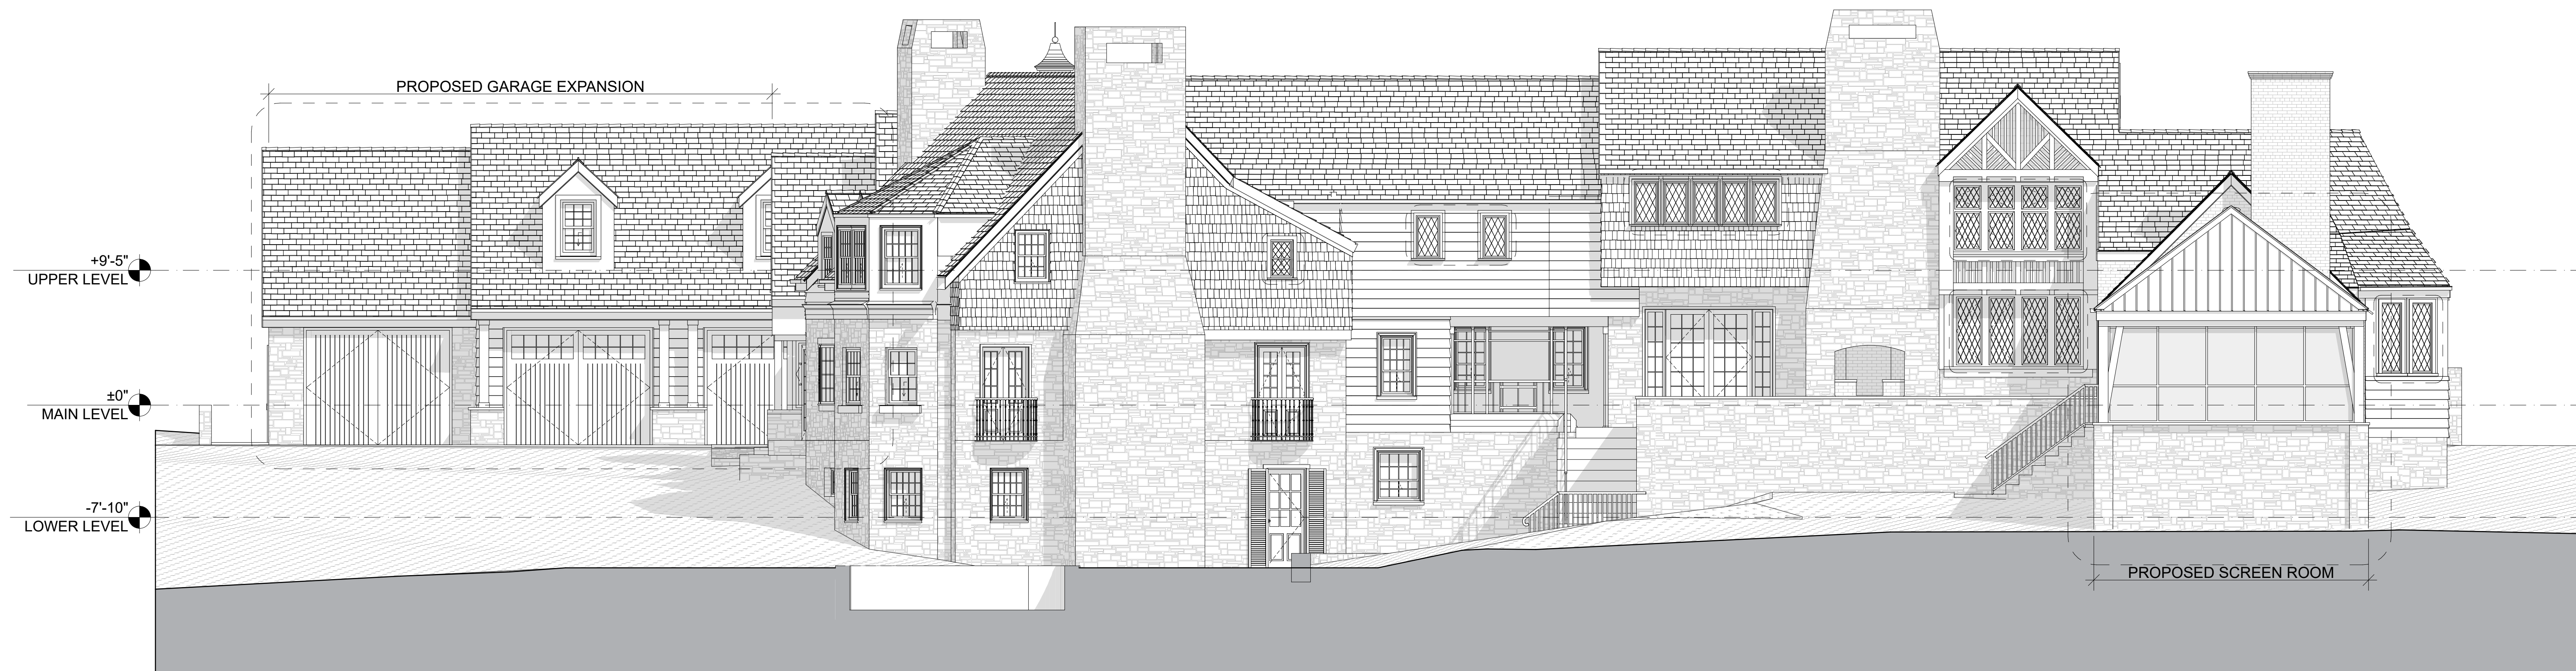 PROPOSED GARAGE EXPANSION
+9'-5"
UPPER LEVEL
±0"
MAIN LEVEL
-7'-10"
LOWER LEVEL
PROPOSED SCREEN ROOM